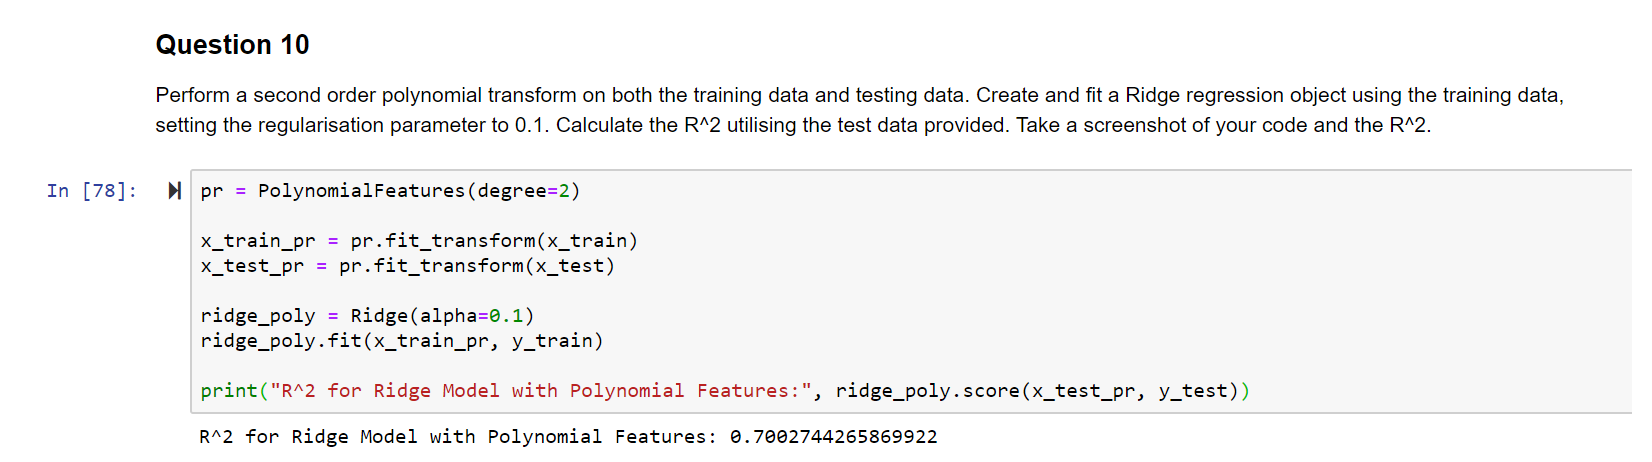 Question 10
Perform a second order polynomial transform on both the training data and testing data. Create and fit a Ridge regression object using the training data,
setting the regularisation parameter to 0.1. Calculate the R^2 utilising the test data provided. Take a screenshot of your code and the R^2.
In [78]:
pr = PolynomialFeatures(degree=2)
x_train_pr = pr.fit_transform(x_train)
x_test_pr = pr.fit_transform(x_test)
ridge_poly = Ridge(alpha=0.1)
ridge_poly.fit(x_train_pr, y_train)
print("R^2 for Ridge Model with Polynomial Features:", ridge_poly.score(x_test_pr, y_test))
R^2 for Ridge Model with Polynomial Features: 0.7002744265869922